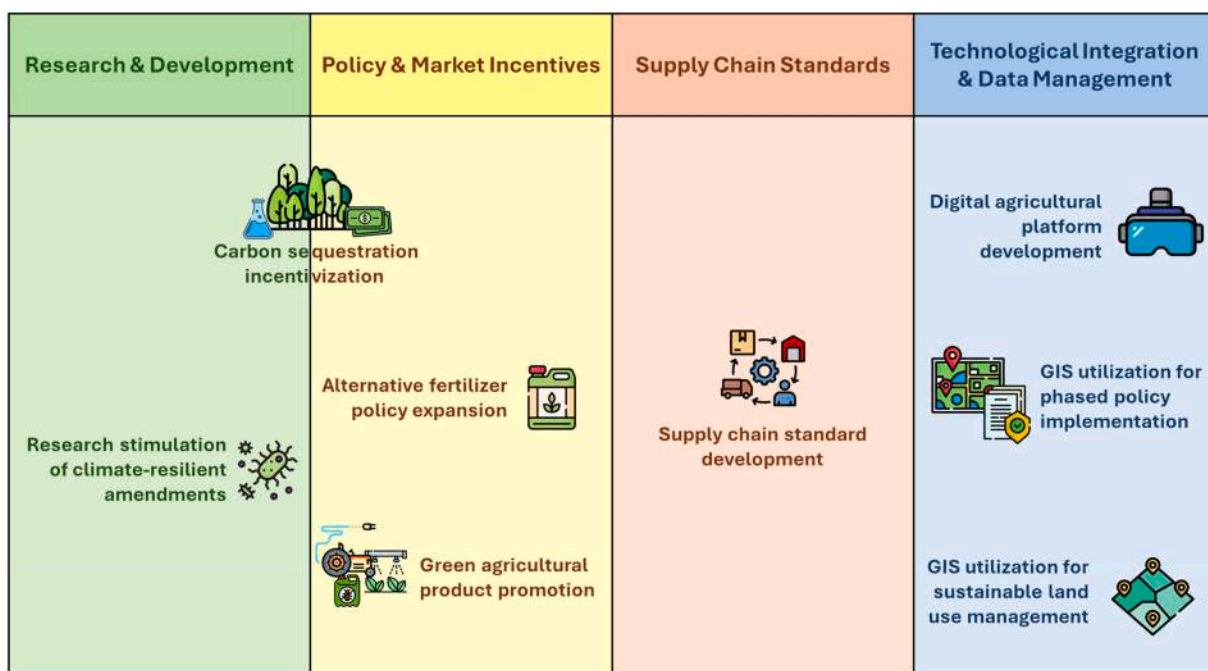 Research & Development
Policy & Market Incentives
Supply Chain Standards
Technological Integration
& Data Management
Carbon sequestration
incentivization
Research stimulation
of climate-resilient
amendments
Alternative fertilizer
policy expansion
Green agricultural
product promotion
Supply chain standard
development
Digital agricultural
platform
development
GIS utilization for
phased policy
implementation
GIS utilization for
sustainable land
use management